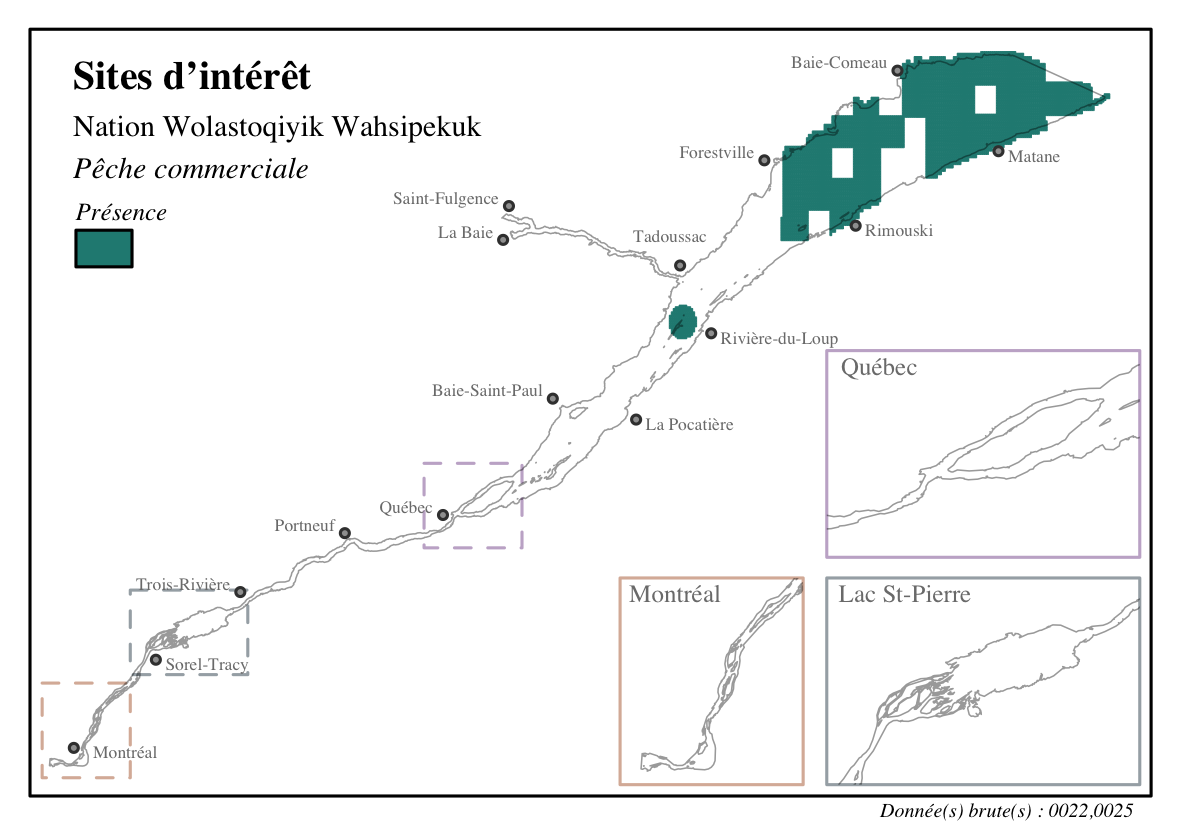 Sites d’intérêt
Nation Wolastoqiyik Wahsipekuk
Pêche commerciale
Présence
Baie-Comeau
Forestville
Matane
Saint-Fulgence
La Baie
Tadoussac
Rimouski
Rivière-du-Loup
Baie-Saint-Paul
La Pocatière
Québec
Portneuf
Trois-Rivière
Sorel-Tracy
Montréal
Québec
Montréal
Lac St-Pierre
Donnée(s) brute(s) : 0022,0025